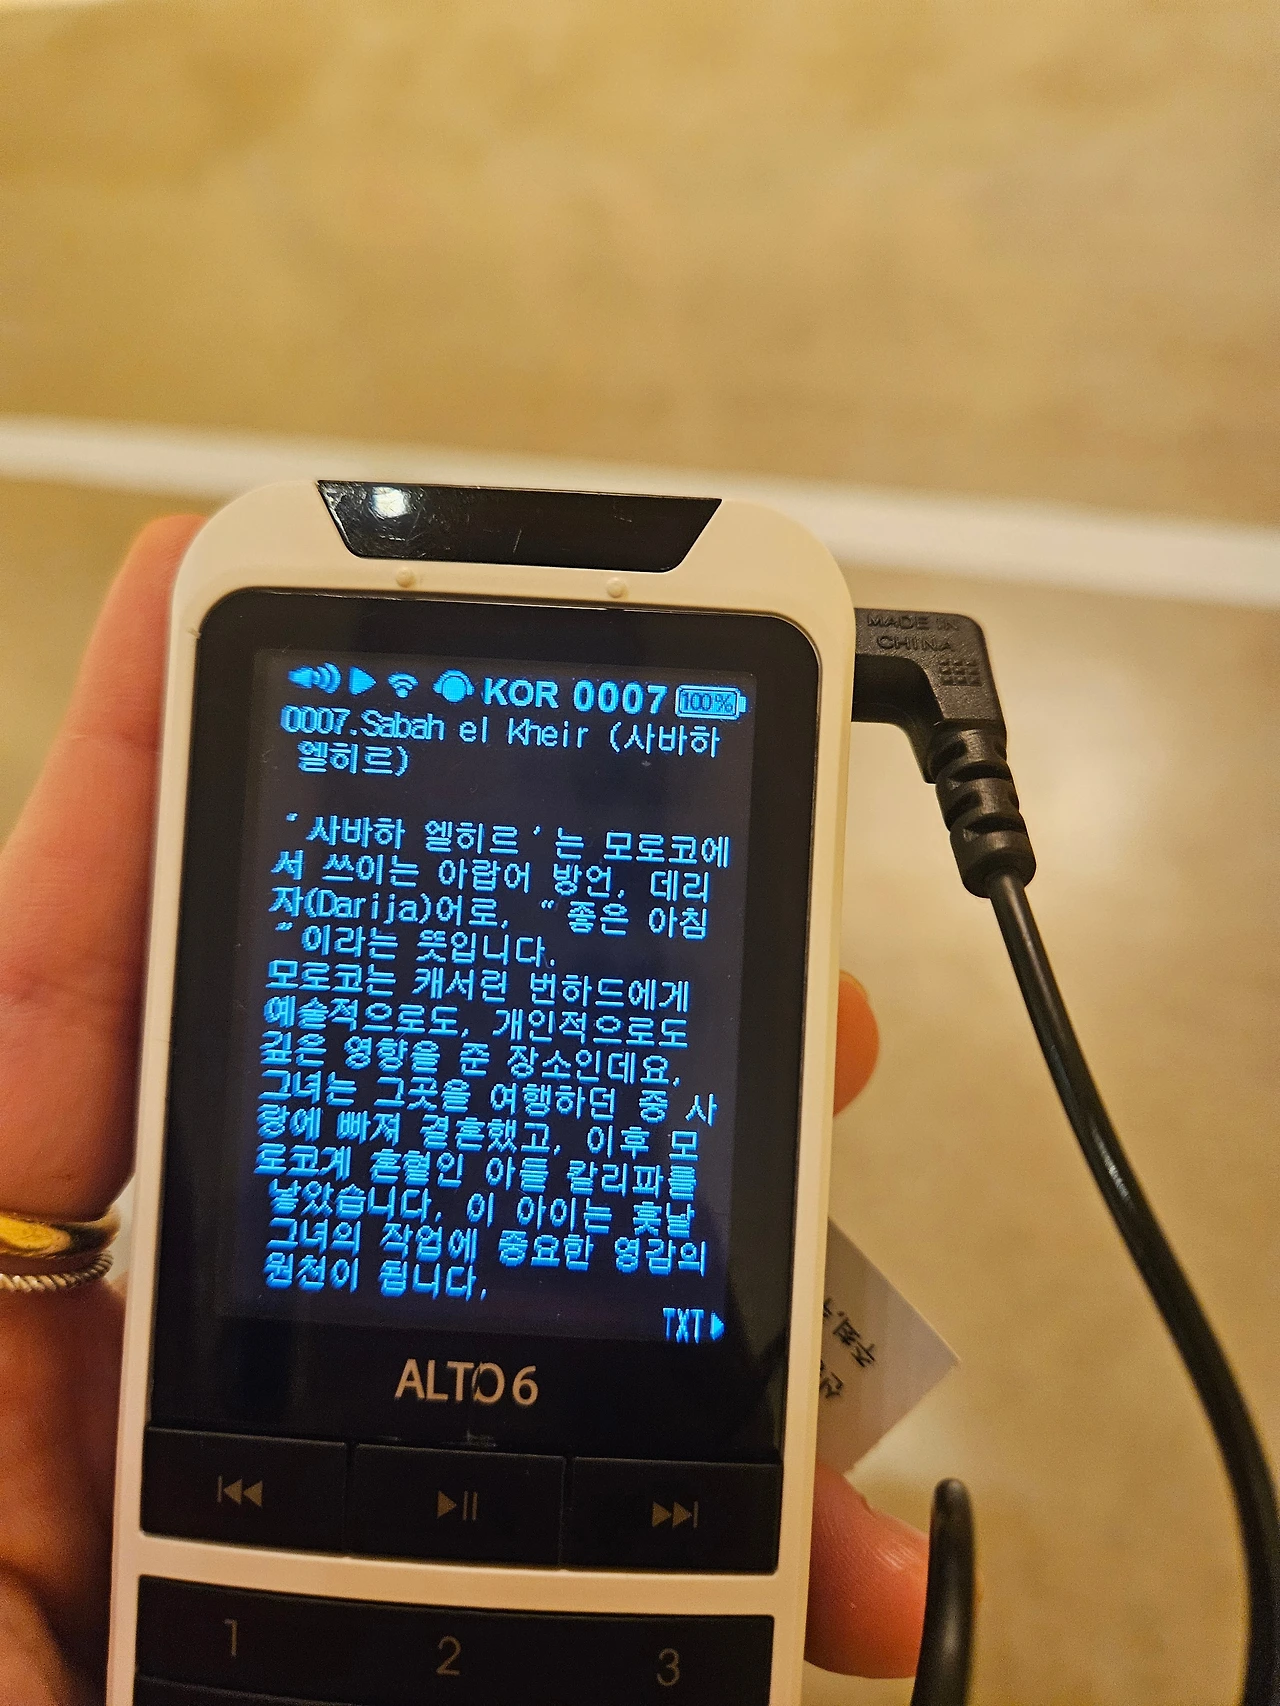 MADE IN
CHINA
KOR 0007 100%
0007.Sabah el Kheir (사바하
엘히르)
'사바하 엘히르'는 모로코에
서 쓰이는 아랍어 방언, 데리
자(Darija)어로, "좋은 아침
"이라는 뜻입니다.
모로코는 캐서린 번하드에게
예술적으로도, 개인적으로도
깊은 영향을 준 장소인데요,
그녀는 그곳을 여행하던 중 사
랑에 빠져 결혼했고, 이후 모
로코계 혼혈인 아들 칼리파를
낳았습니다. 이 아이는 훗날
그녀의 작업에 중요한 영감의
원천이 됩니다.
TXT
ALTO 6
1 2 3